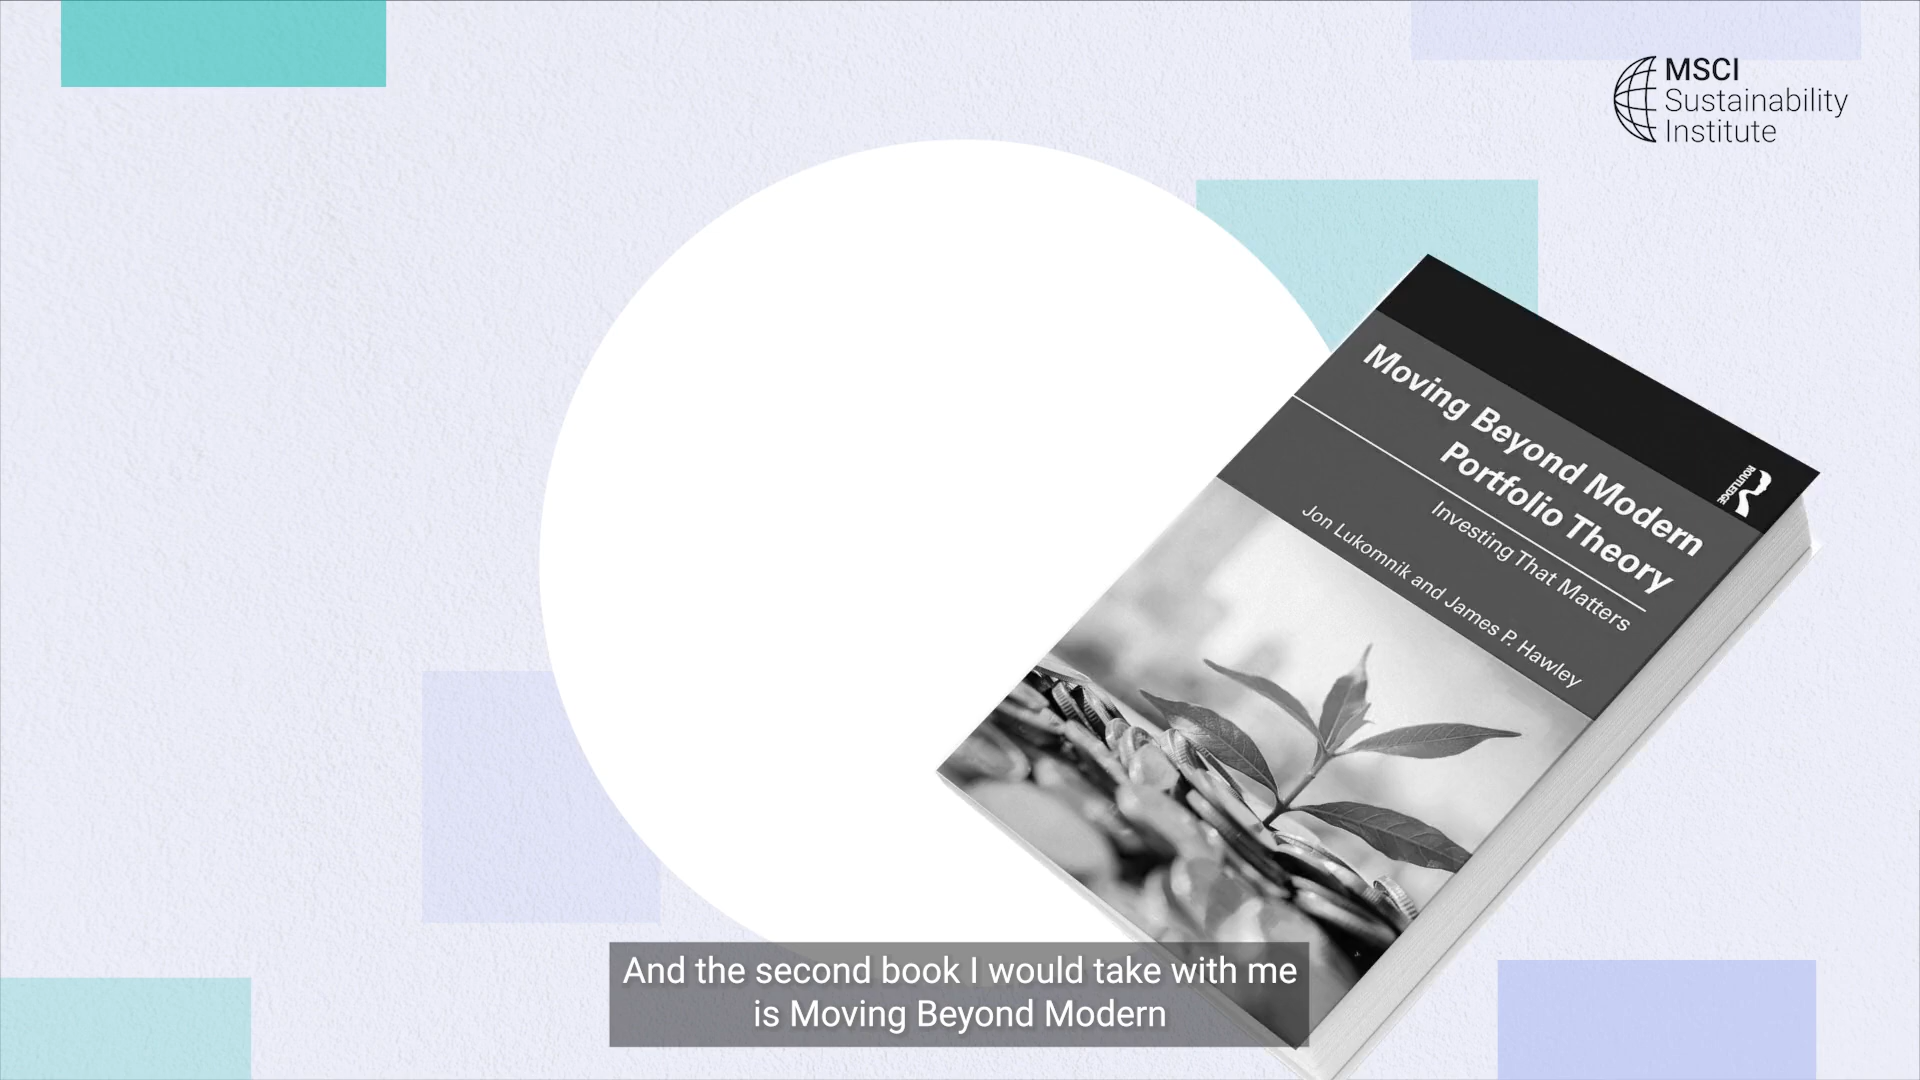 MSCI
Sustainability
Institute
Moving Beyond Modern
Portfolio Theory
Investing That Matters
Jon Lukomnik and James P. Hawley
ROUTLEDGE
And the second book I would take with me
is Moving Beyond Modern